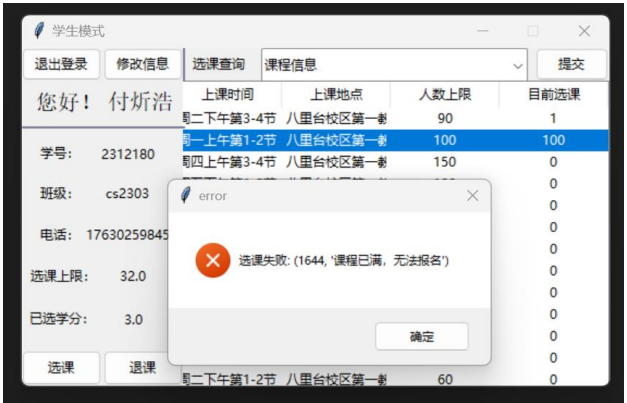 学生模式
退出登录 修改信息 选课查询 课程信息 提交
您好! 付炘浩
上课时间 上课地点 人数上限 目前选课
周二下午第3-4节 八里台校区第一教 90 1
周一上午第1-2节 八里台校区第一教 100 100
周四上午第3-4节 八里台校区第一教 150 0
学号: 2312180
0
班级: cs2303
0
电话: 17630259845
0
选课上限: 32.0
0
0
已选学分: 3.0
0
0
0
error
选课失败: (1644, '课程已满，无法报名')
确定
选课 退课
周二下午第1-2节 八里台校区第一教 60 0